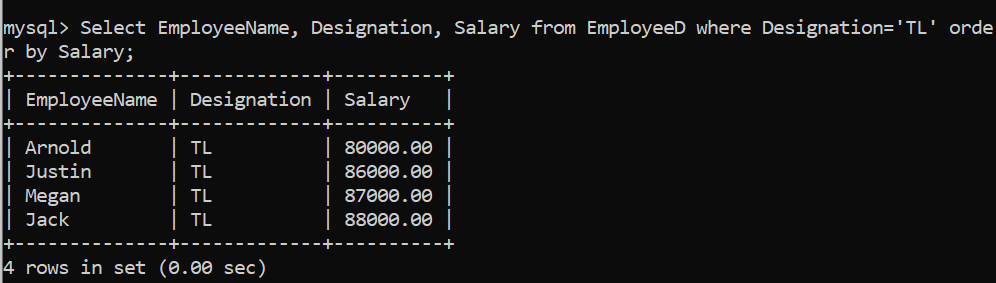 mysql> Select EmployeeName, Designation, Salary from EmployeeD where Designation='TL' orde
r by Salary;
+--------------+-------------+----------+
| EmployeeName | Designation | Salary   |
+--------------+-------------+----------+
| Arnold       | TL          | 80000.00 |
| Justin       | TL          | 86000.00 |
| Megan        | TL          | 87000.00 |
| Jack         | TL          | 88000.00 |
+--------------+-------------+----------+
4 rows in set (0.00 sec)